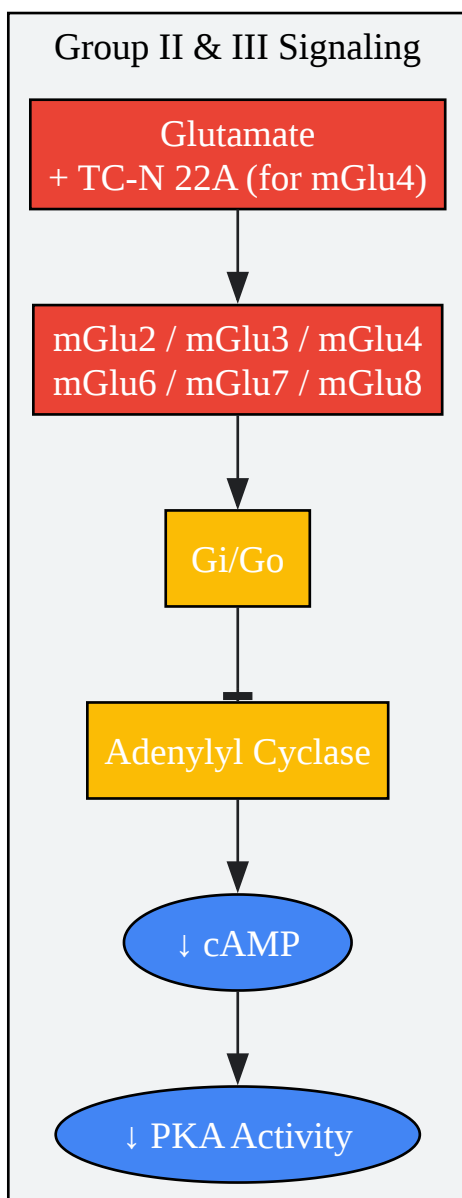 Group II & III Signaling
Glutamate
+ TC-N 22A (for mGlu4)
mGlu2 / mGlu3 / mGlu4
mGlu6 / mGlu7 / mGlu8
Gi/Go
Adenylyl Cyclase
↓ cAMP
↓ PKA Activity